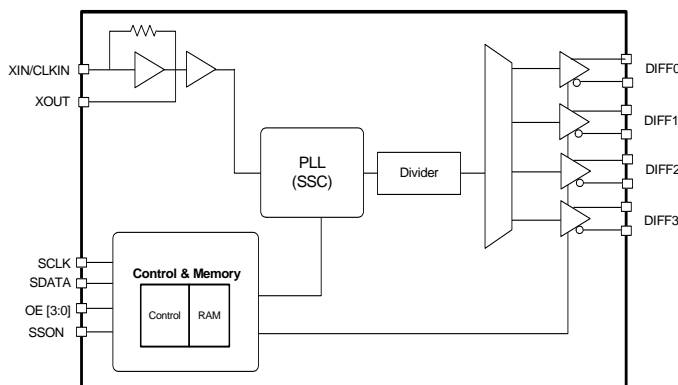 XIN/CLKIN
XOUT
PLL
(SSC)
Divider
DIFF0
DIFF1
DIFF2
DIFF3
SCLK
SDATA
OE [3:0]
SSON
Control & Memory
Control
RAM